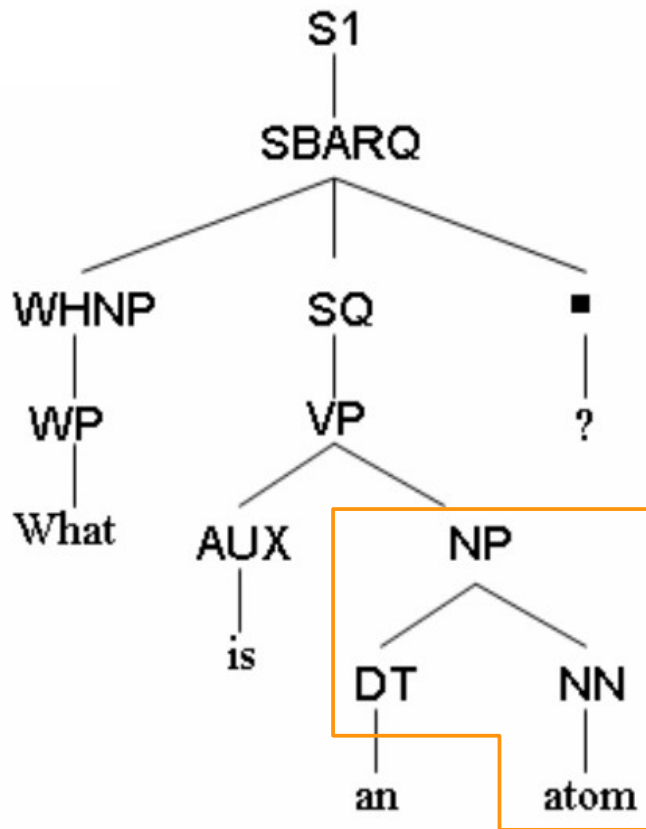 S1
SBARQ
WHNP SQ .
WP VP ?
What AUX NP
is DT NN
an atom